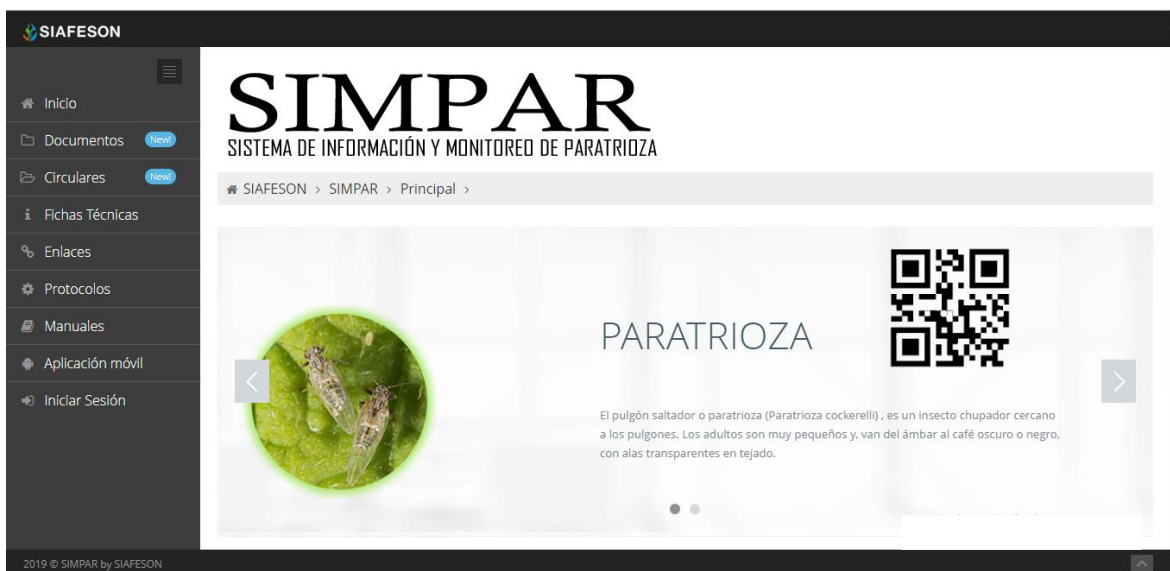 SIAFESON
Inicio
Documentos New!
Circulares New!
Fichas Técnicas
Enlaces
Protocolos
Manuales
Aplicación móvil
Iniciar Sesión
SIMPAR
SISTEMA DE INFORMACIÓN Y MONITOREO DE PARATRIOZA
SIAFESON > SIMPAR > Principal >
PARATRIOZA
El pulgón saltador o paratrioza (Paratrioza cockerelli) , es un insecto chupador cercano
a los pulgones. Los adultos son muy pequeños y, van del ámbar al café oscuro o negro,
con alas transparentes en tejado.
2019 © SIMPAR by SIAFESON